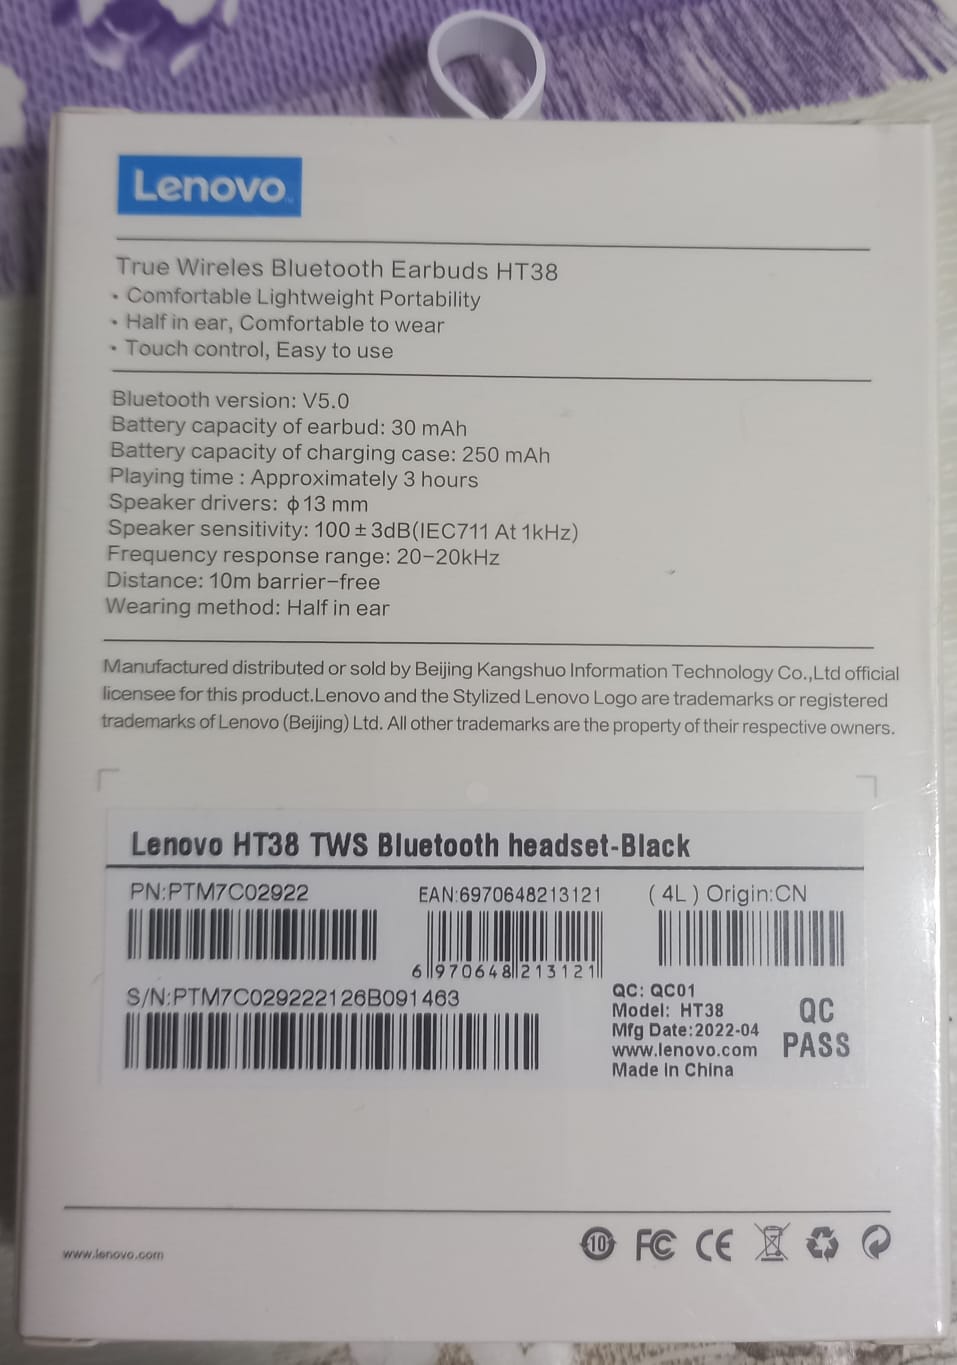 Lenovo
True Wireles Bluetooth Earbuds HT38
• Comfortable Lightweight Portability
• Half in ear, Comfortable to wear
• Touch control, Easy to use
Bluetooth version: V5.0
Battery capacity of earbud: 30 mAh
Battery capacity of charging case: 250 mAh
Playing time : Approximately 3 hours
Speaker drivers: ϕ13 mm
Speaker sensitivity: 100±3dB(IEC711 At 1kHz)
Frequency response range: 20-20kHz
Distance: 10m barrier-free
Wearing method: Half in ear
Manufactured distributed or sold by Beijing Kangshuo Information Technology Co.,Ltd official
licensee for this product.Lenovo and the Stylized Lenovo Logo are trademarks or registered
trademarks of Lenovo (Beijing) Ltd. All other trademarks are the property of their respective owners.
Lenovo HT38 TWS Bluetooth headset-Black
PN:PTM7C02922
EAN:6970648213121
( 4L ) Origin:CN
6 970648 213121
S/N:PTM7C029222126B091463
QC: QC01
Model: HT38
Mfg Date:2022-04
www.lenovo.com
Made In China
QC
PASS
www.lenovo.com
10 FC CE